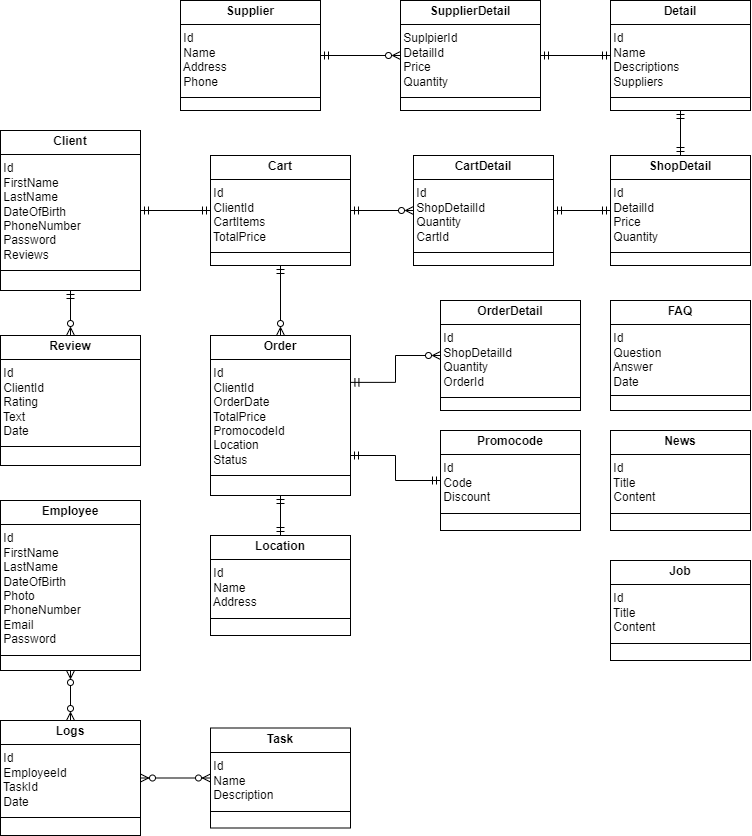 Supplier
Id
Name
Address
Phone
SupplierDetail
SuplpierId
DetailId
Price
Quantity
Detail
Id
Name
Descriptions
Suppliers
Client
Id
FirstName
LastName
DateOfBirth
PhoneNumber
Password
Reviews
Cart
Id
ClientId
CartItems
TotalPrice
CartDetail
Id
ShopDetailId
Quantity
CartId
ShopDetail
Id
DetailId
Price
Quantity
Review
Id
ClientId
Rating
Text
Date
Order
Id
ClientId
OrderDate
TotalPrice
PromocodeId
Location
Status
OrderDetail
Id
ShopDetailId
Quantity
OrderId
FAQ
Id
Question
Answer
Date
Promocode
Id
Code
Discount
News
Id
Title
Content
Employee
Id
FirstName
LastName
DateOfBirth
Photo
PhoneNumber
Email
Password
Location
Id
Name
Address
Job
Id
Title
Content
Logs
Id
EmployeeId
TaskId
Date
Task
Id
Name
Description